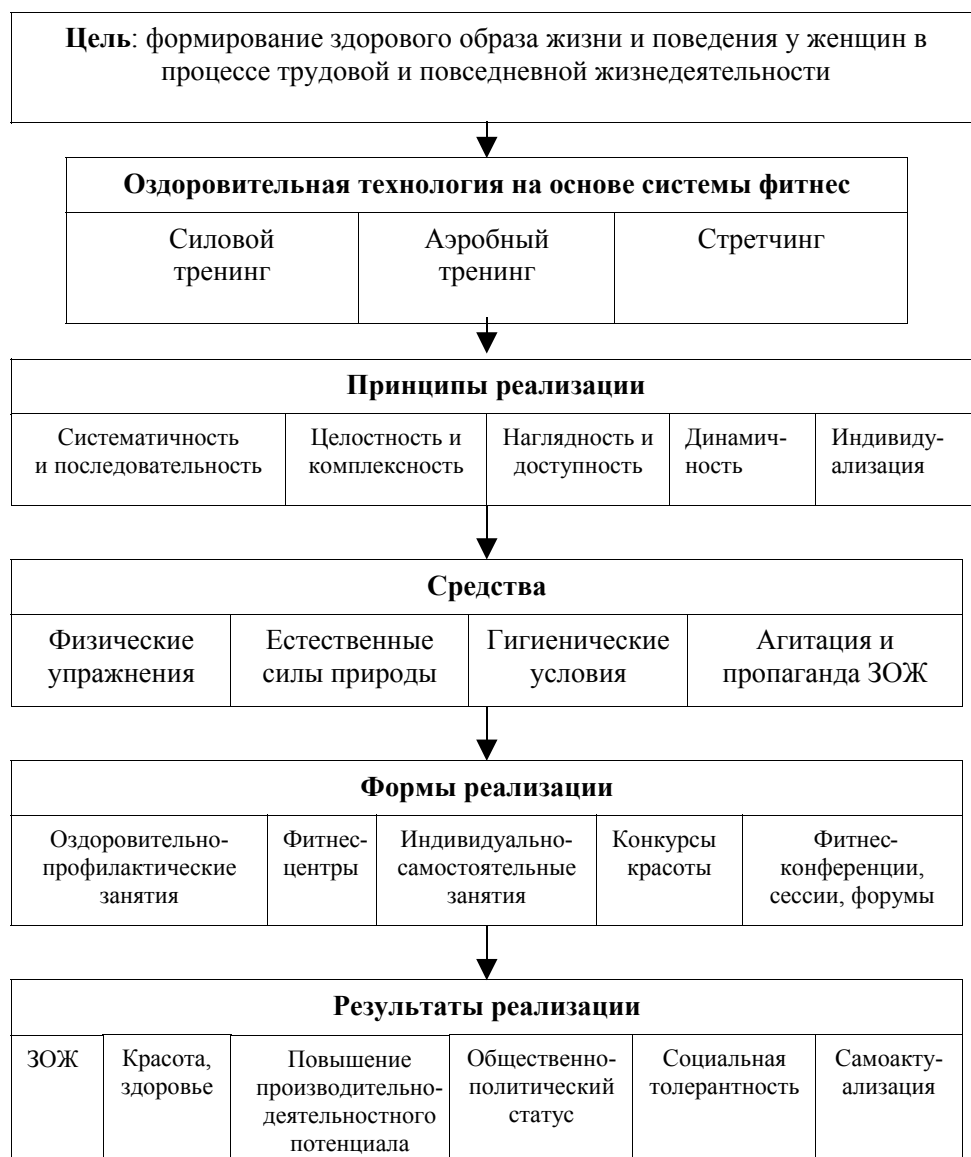 Цель: формирование здорового образа жизни и поведения у женщин в
процессе трудовой и повседневной жизнедеятельности
Оздоровительная технология на основе системы фитнес
Силовой
тренинг
Аэробный
тренинг
Стретчинг
Принципы реализации
Систематичность
и последовательность
Целостность и
комплексность
Наглядность и
доступность
Динамич-
ность
Индивиду-
ализация
Средства
Физические
упражнения
Естественные
силы природы
Гигиенические
условия
Агитация и
пропаганда ЗОЖ
Формы реализации
Оздоровительно-
профилактические
занятия
Фитнес-
центры
Индивидуально-
самостоятельные
занятия
Конкурсы
красоты
Фитнес-
конференции,
сессии, форумы
Результаты реализации
ЗОЖ
Красота,
здоровье
Повышение
производительно-
деятельностного
потенциала
Общественно-
политический
статус
Социальная
толерантность
Самоакту-
ализация